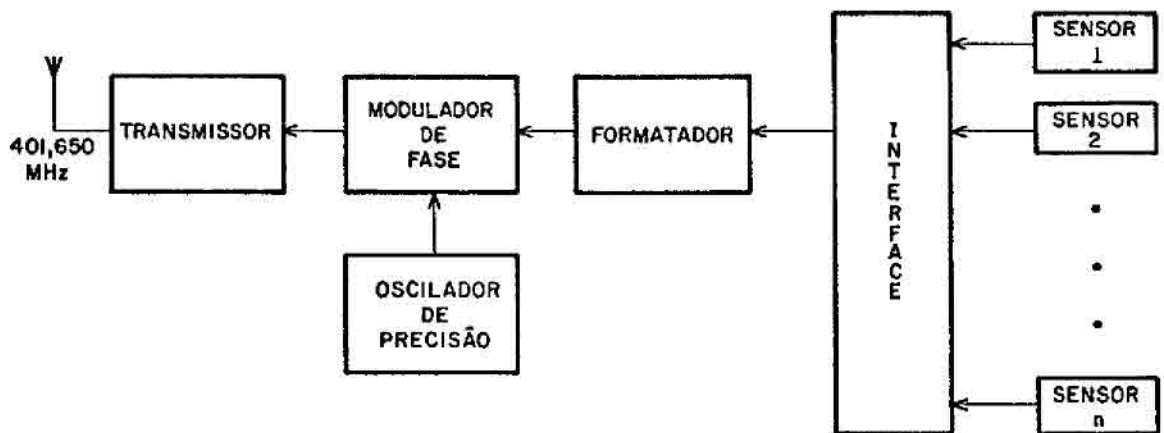 SENSOR
1
TRANSMISSOR
MODULADOR
DE
FASE
FORMATADOR
INTERFACE
SENSOR
2
401,650
MHz
OSCILADOR
DE
PRECISÃO
SENSOR
n